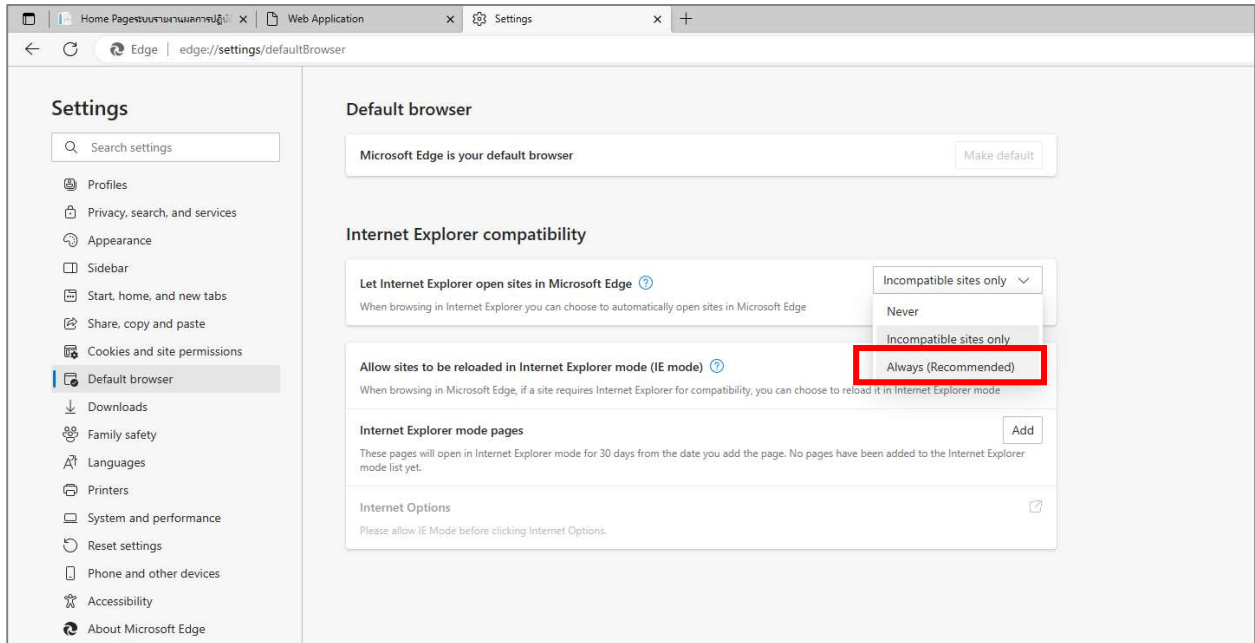 Home Pageระบบรายงานผลการปฏิบั
Web Application
Settings
Edge | edge://settings/defaultBrowser
Settings
Search settings
Profiles
Privacy, search, and services
Appearance
Sidebar
Start, home, and new tabs
Share, copy and paste
Cookies and site permissions
Default browser
Downloads
Family safety
Languages
Printers
System and performance
Reset settings
Phone and other devices
Accessibility
About Microsoft Edge
Default browser
Microsoft Edge is your default browser
Make default
Internet Explorer compatibility
Let Internet Explorer open sites in Microsoft Edge
When browsing in Internet Explorer you can choose to automatically open sites in Microsoft Edge
Incompatible sites only
Never
Incompatible sites only
Always (Recommended)
Allow sites to be reloaded in Internet Explorer mode (IE mode)
When browsing in Microsoft Edge, if a site requires Internet Explorer for compatibility, you can choose to reload it in Internet Explorer mode
Internet Explorer mode pages
Add
These pages will open in Internet Explorer mode for 30 days from the date you add the page. No pages have been added to the Internet Explorer
mode list yet.
Internet Options
Please allow IE Mode before clicking Internet Options.